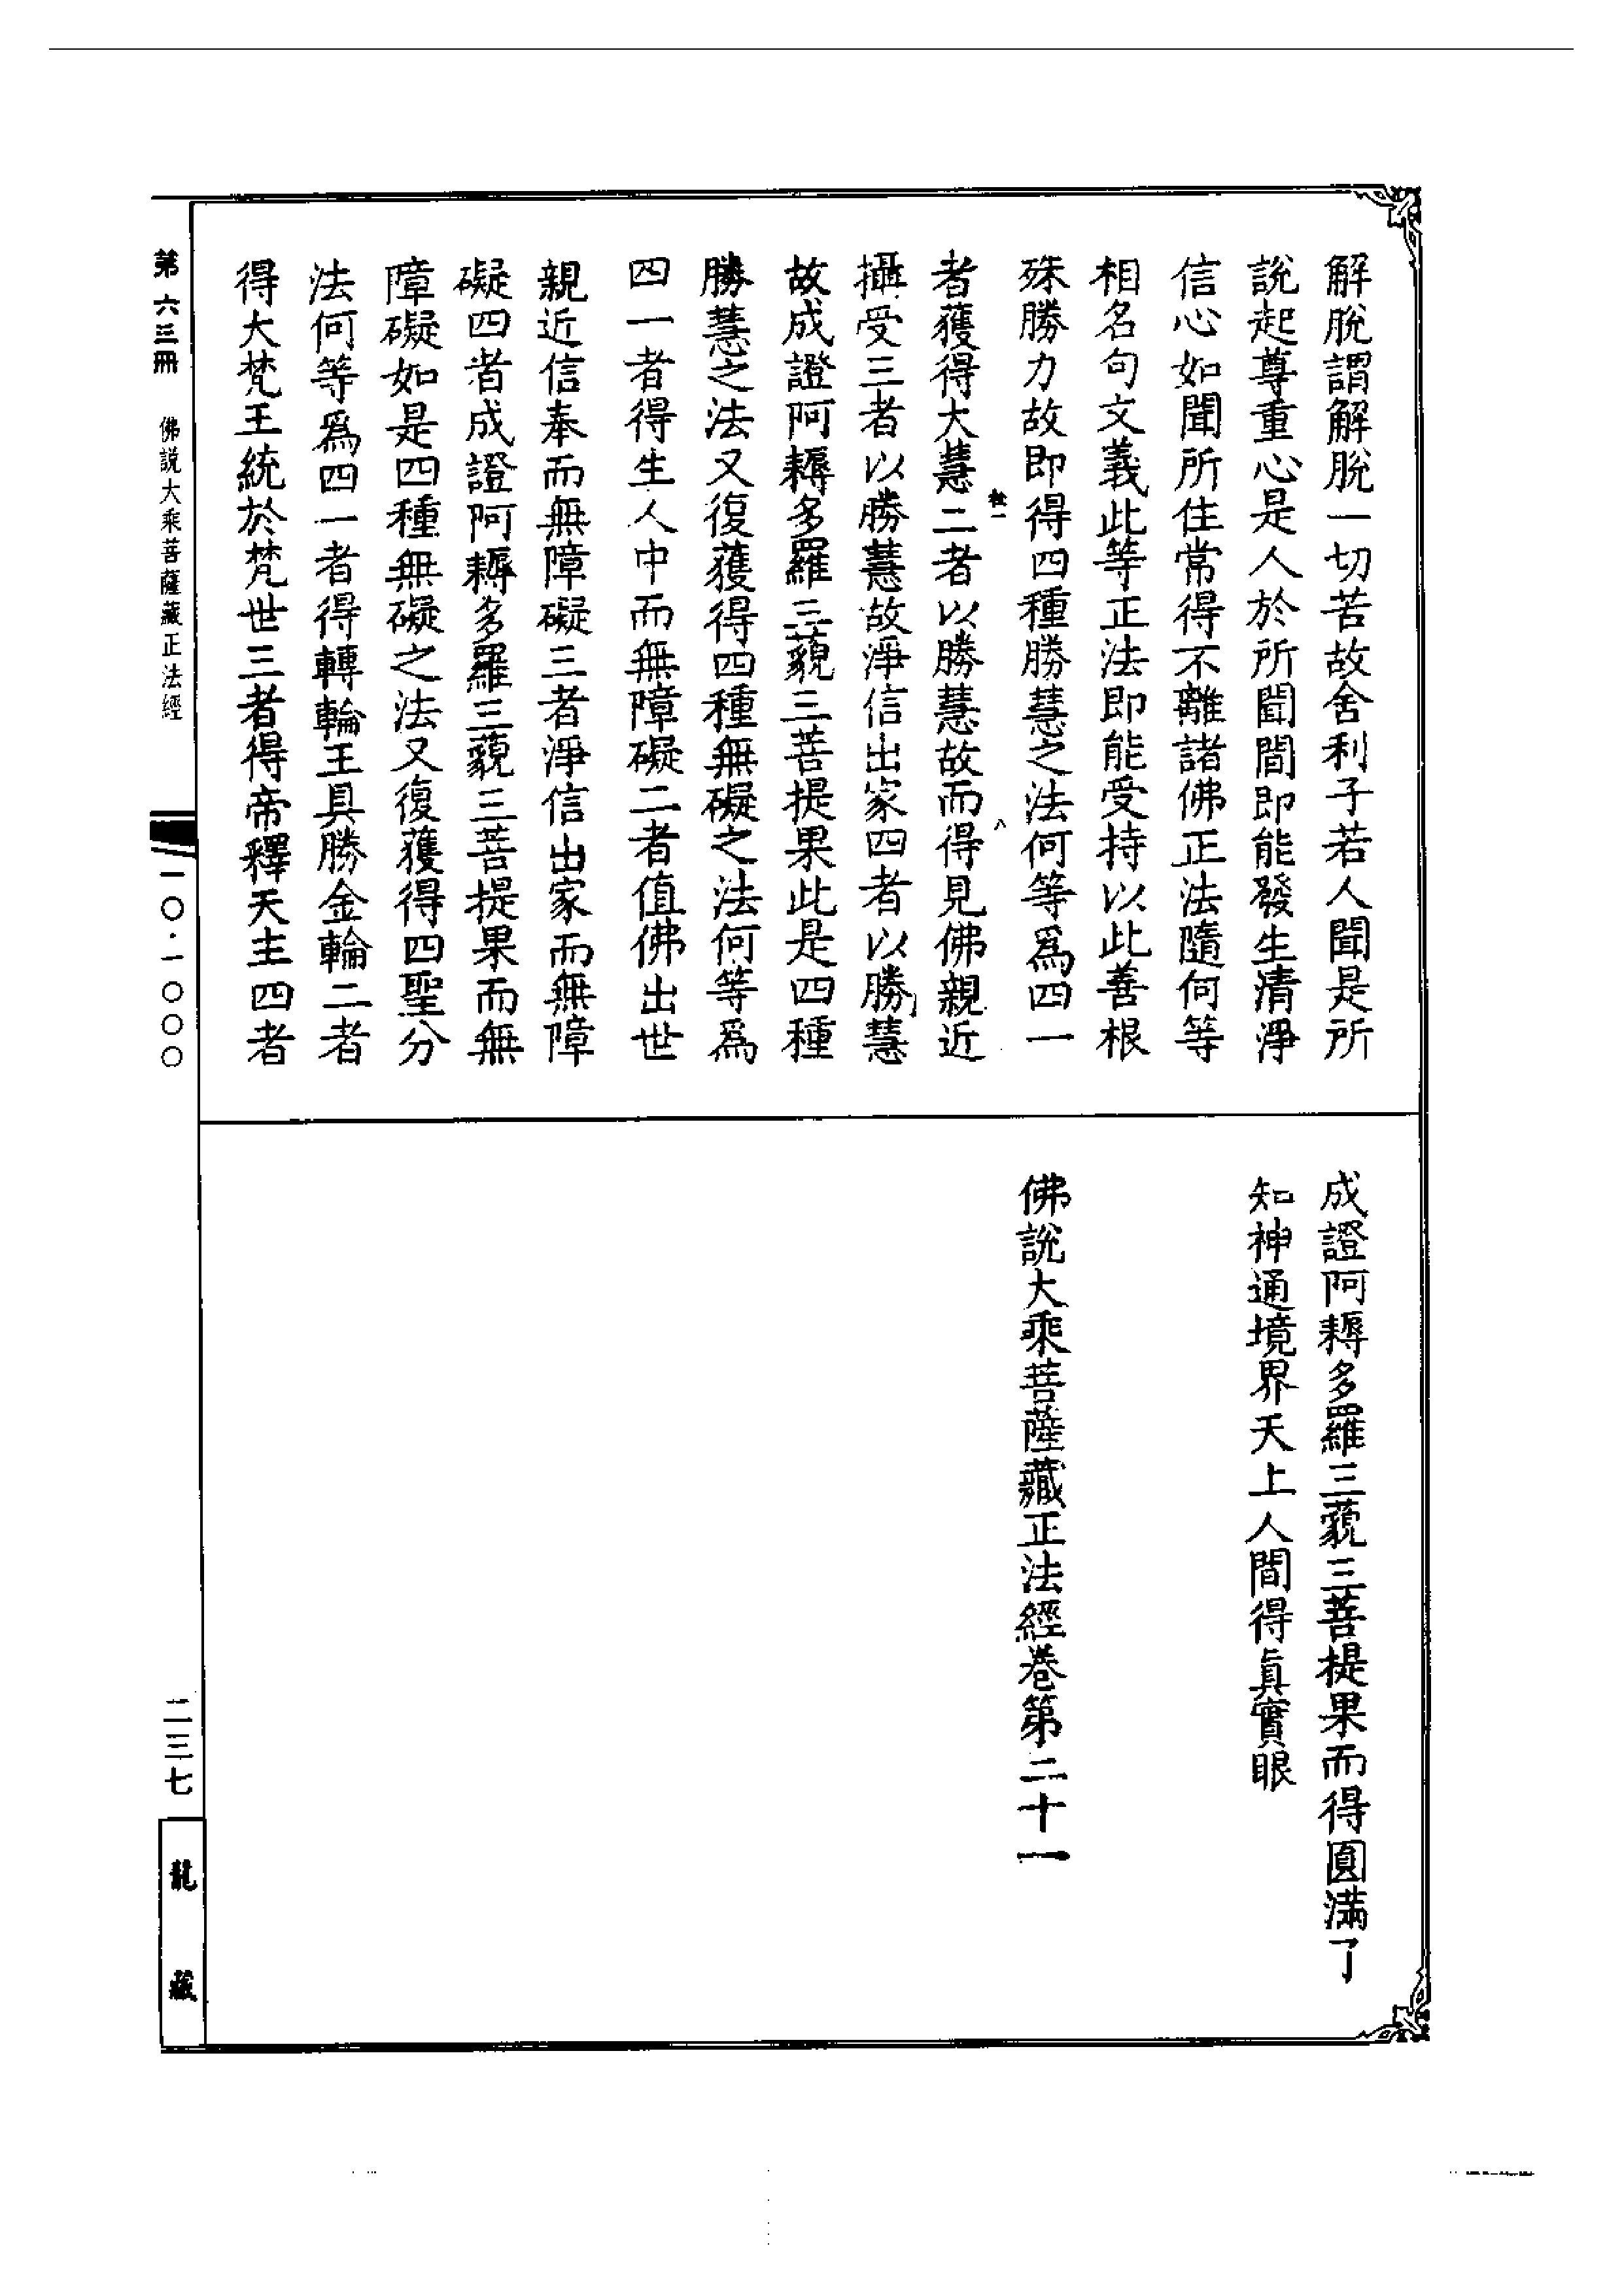 解脫謂解脫一切苦故舍利子若人聞是所
說起尊重心是人於所聞間即能發生清淨
信心如聞所住常得不離諸佛正法隨何等
相名句文義此等正法即能受持以此善根
殊勝力故即得四種勝慧之法何等爲四一
者獲得大慧二者以勝慧故而得見佛親近
攝受三者以勝慧故淨信出家四者以勝慧
故成證阿耨多羅三藐三菩提果此是四種
勝慧之法又復獲得四種無礙之法何等爲
四一者得生人中而無障礙二者值佛出世
親近信奉而無障礙三者淨信出家而無障
礙四者成證阿耨多羅三藐三菩提果而無
障礙如是四種無礙之法又復獲得四聖分
法何等爲四一者得轉輪王具勝金輪二者
得大梵王統於梵世三者得帝釋天主四者
成證阿耨多羅三藐三菩提果而得圓滿了
知神通境界天上人間得眞實眼
佛說大乘菩薩藏正法經卷第二十一
第六三冊 佛説大乘菩薩藏正法經 一〇·一〇〇〇 二三七
龍藏